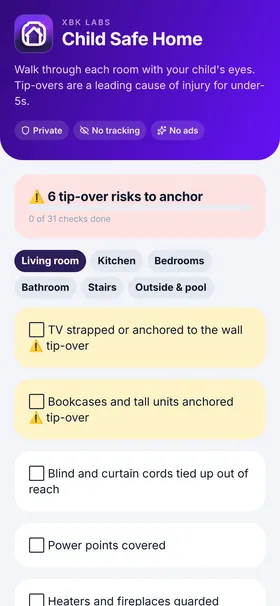 XBK LABS
Child Safe Home
Walk through each room with your child's eyes.
Tip-overs are a leading cause of injury for under-
5s.
Private
No tracking
No ads
⚠️ 6 tip-over risks to anchor
0 of 31 checks done
Living room
Kitchen
Bedrooms
Bathroom
Stairs
Outside & pool
TV strapped or anchored to the wall
⚠️ tip-over
Bookcases and tall units anchored
⚠️ tip-over
Blind and curtain cords tied up out of
reach
Power points covered
Heaters and fireplaces guarded